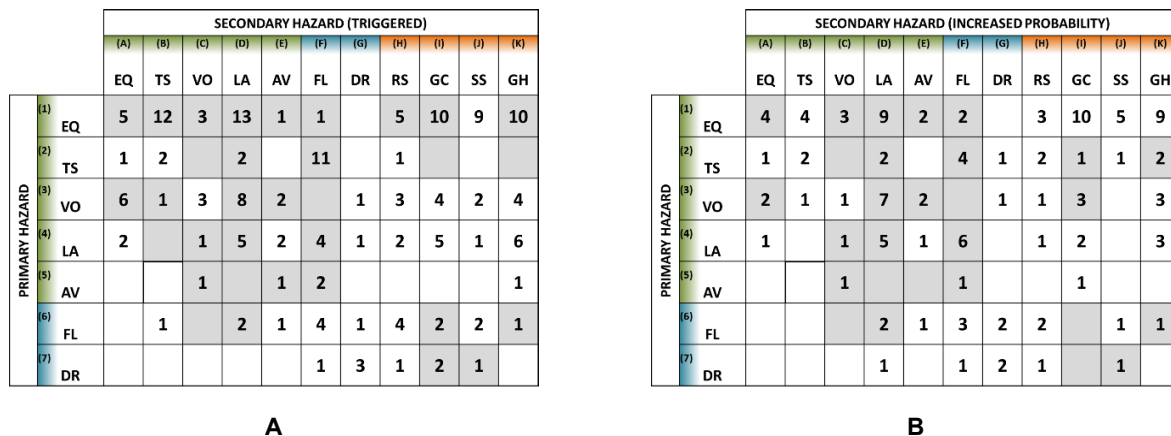 SECONDARY HAZARD (TRIGGERED)
(A) (B) (C) (D) (E) (F) (G) (H) (I) (J) (K)
EQ TS VO LA AV FL DR RS GC SS GH
PRIMARY HAZARD
(1) EQ 5 12 3 13 1 1 5 10 9 10
(2) TS 1 2 2 11 1
(3) VO 6 1 3 8 2 1 3 4 2 4
(4) LA 2 1 5 2 4 1 2 5 1 6
(5) AV 1 1 2 1
(6) FL 1 2 1 4 1 4 2 2 1
(7) DR 1 3 1 2 1
A
SECONDARY HAZARD (INCREASED PROBABILITY)
(A) (B) (C) (D) (E) (F) (G) (H) (I) (J) (K)
EQ TS VO LA AV FL DR RS GC SS GH
PRIMARY HAZARD
(1) EQ 4 4 3 9 2 2 3 10 5 9
(2) TS 1 2 2 4 1 2 1 1 2
(3) VO 2 1 1 7 2 1 1 3 3
(4) LA 1 1 5 1 6 1 2 3
(5) AV 1 1 1
(6) FL 2 1 3 2 2 1 1
(7) DR 1 1 2 1 1
B